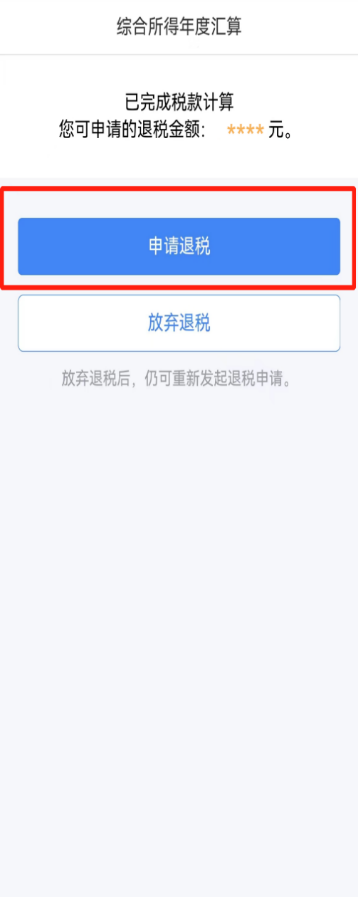 综合所得年度汇算
已完成税款计算
您可申请的退税金额： ****元。
申请退税
放弃退税
放弃退税后，仍可重新发起退税申请。